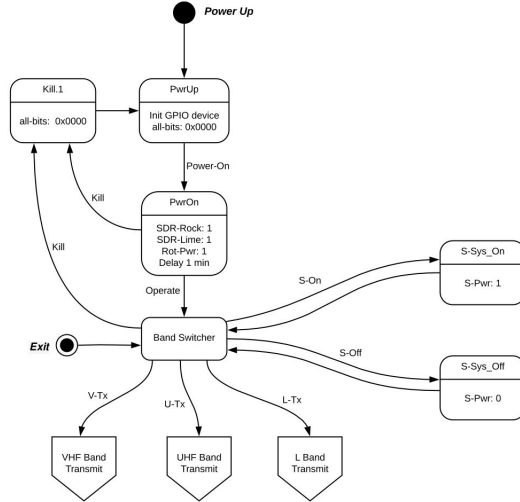 Power Up
Kill.1
all-bits: 0x0000
PwrUp
Init GPIO device
all-bits: 0x0000
Power-On
Kill
PwrOn
SDR-Rock: 1
SDR-Lime: 1
Rot-Pwr: 1
Delay 1 min
Kill
Operate
S-On
S-Sys_On
S-Pwr: 1
Exit
Band Switcher
S-Off
S-Sys_Off
S-Pwr: 0
V-Tx
U-Tx
L-Tx
VHF Band
Transmit
UHF Band
Transmit
L Band
Transmit